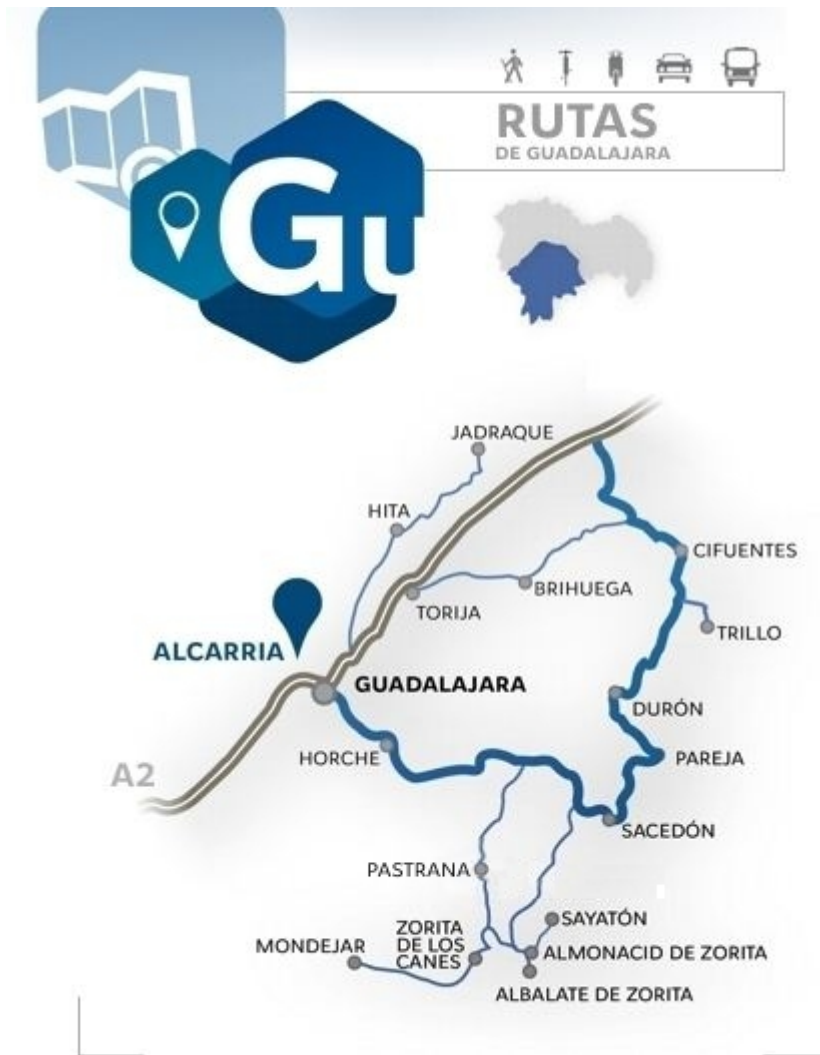 Gu
RUTAS
DE GUADALAJARA
JADRAQUE
HITA
CIFUENTES
BRIHUEGA
TORIJA
TRILLO
ALCARRIA
GUADALAJARA
DURÓN
HORCHE
PAREJA
A2
SACEDÓN
PASTRANA
SAYATÓN
ZORITA
DE LOS
CANES
MONDEJAR
ALMONACID DE ZORITA
ALBALATE DE ZORITA